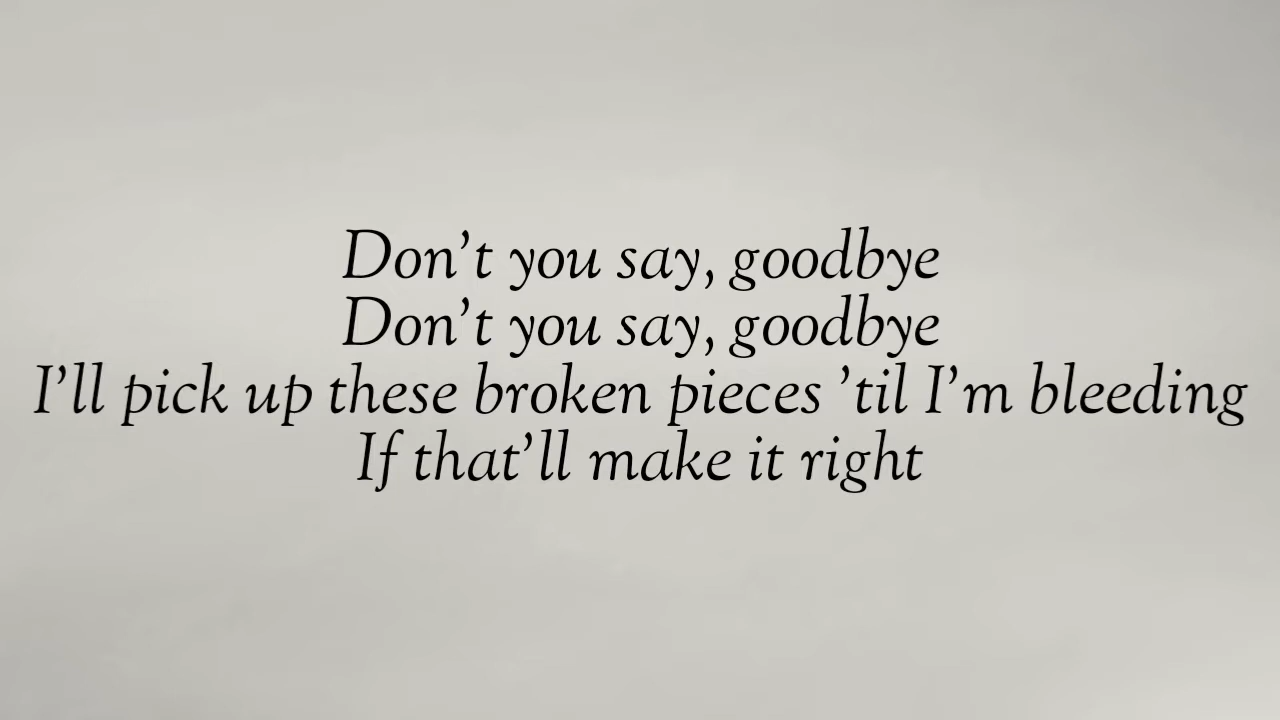 Don’t you say, goodbye
Don’t you say, goodbye
I’ll pick up these broken pieces ’til I’m bleeding
If that’ll make it right